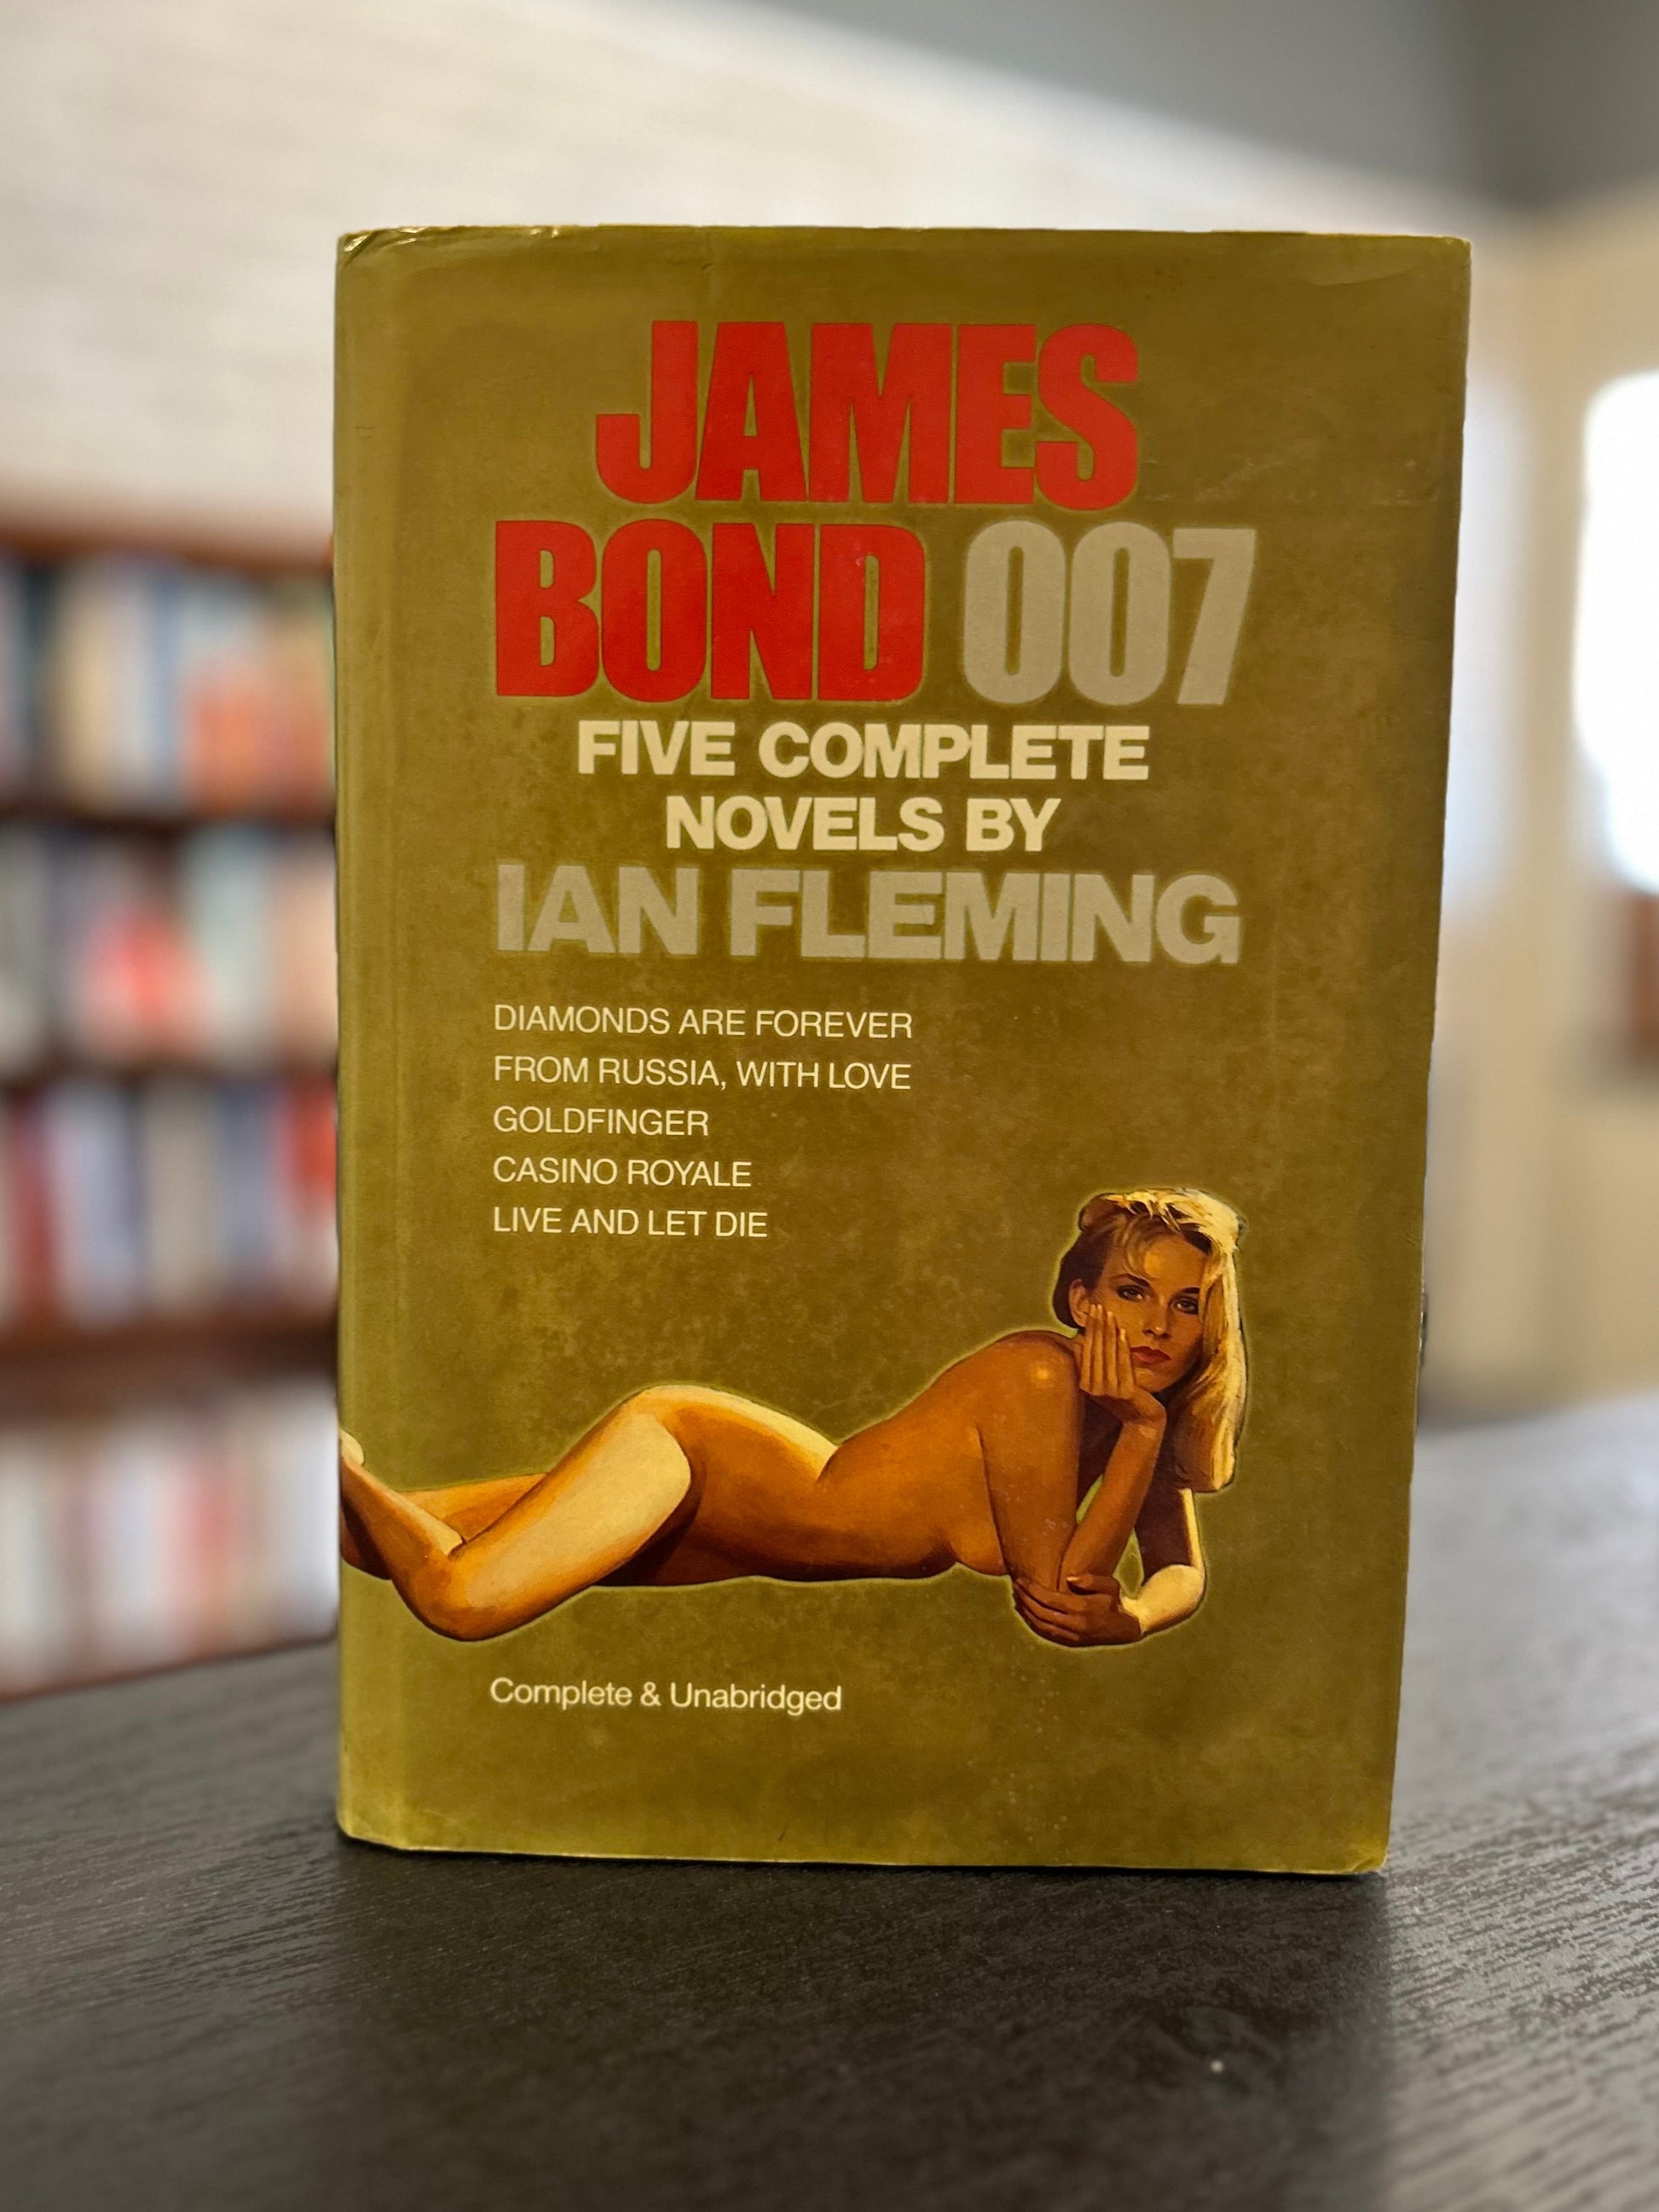 JAMES
BOND 007
FIVE COMPLETE
NOVELS BY
IAN FLEMING
DIAMONDS ARE FOREVER
FROM RUSSIA, WITH LOVE
GOLDFINGER
CASINO ROYALE
LIVE AND LET DIE
Complete & Unabridged